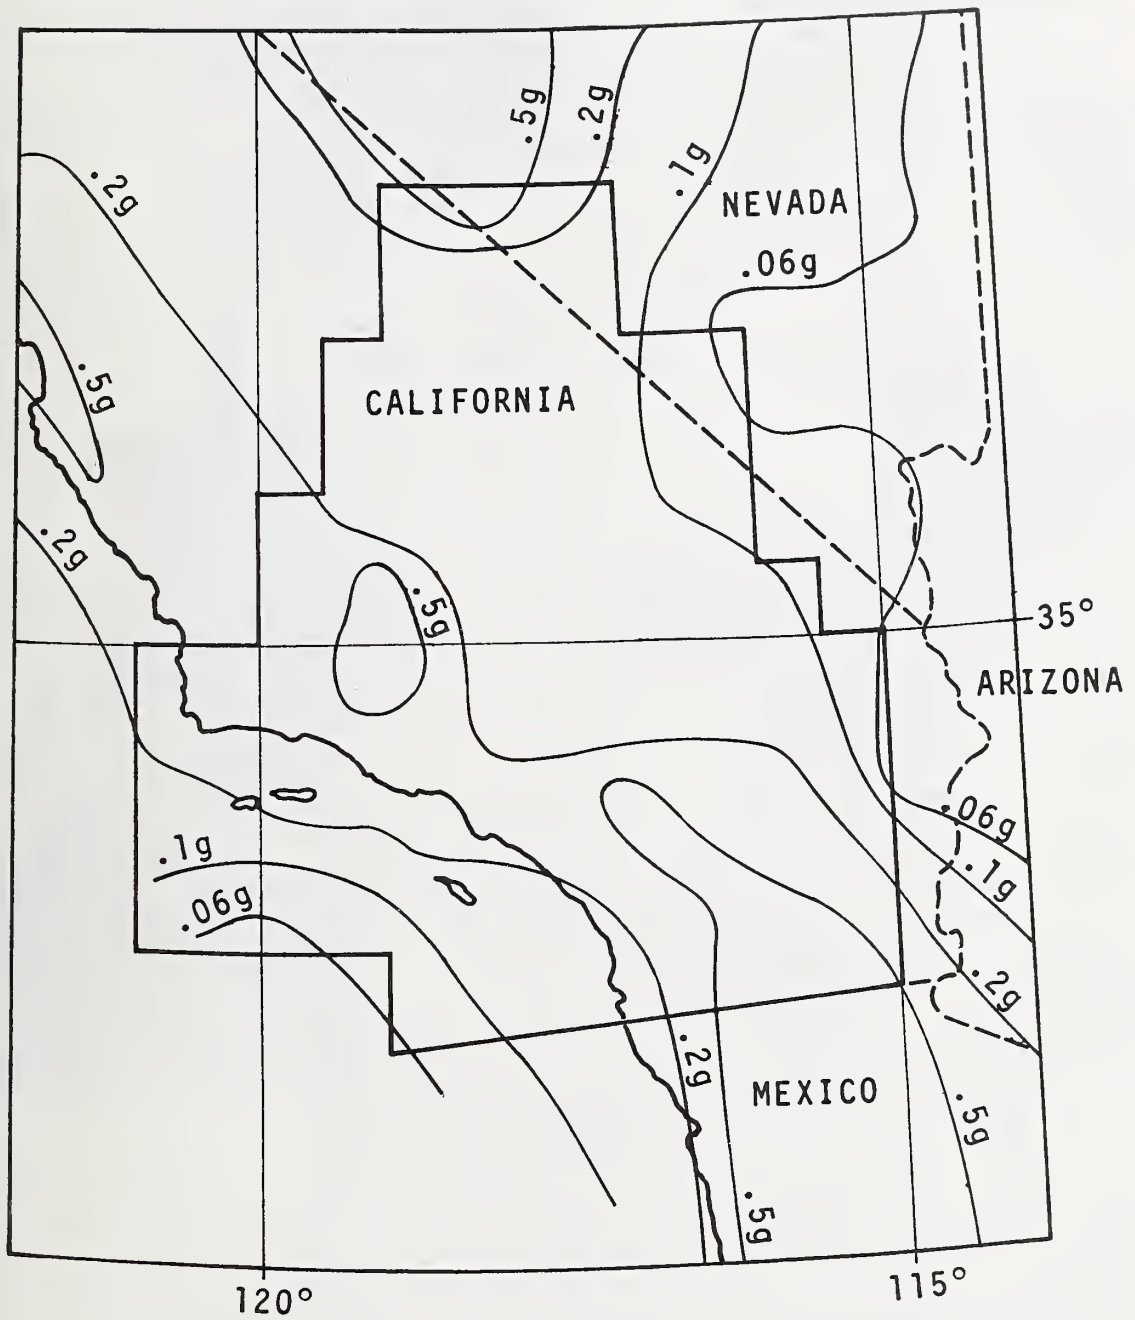 .5g
.2g
.1g
.2g
NEVADA
.06g
.5g
CALIFORNIA
.2g
.5g
35°
ARIZONA
.06g
.1g
.1g
.06g
.2g
.2g
MEXICO
.5g
.5g
120°
115°